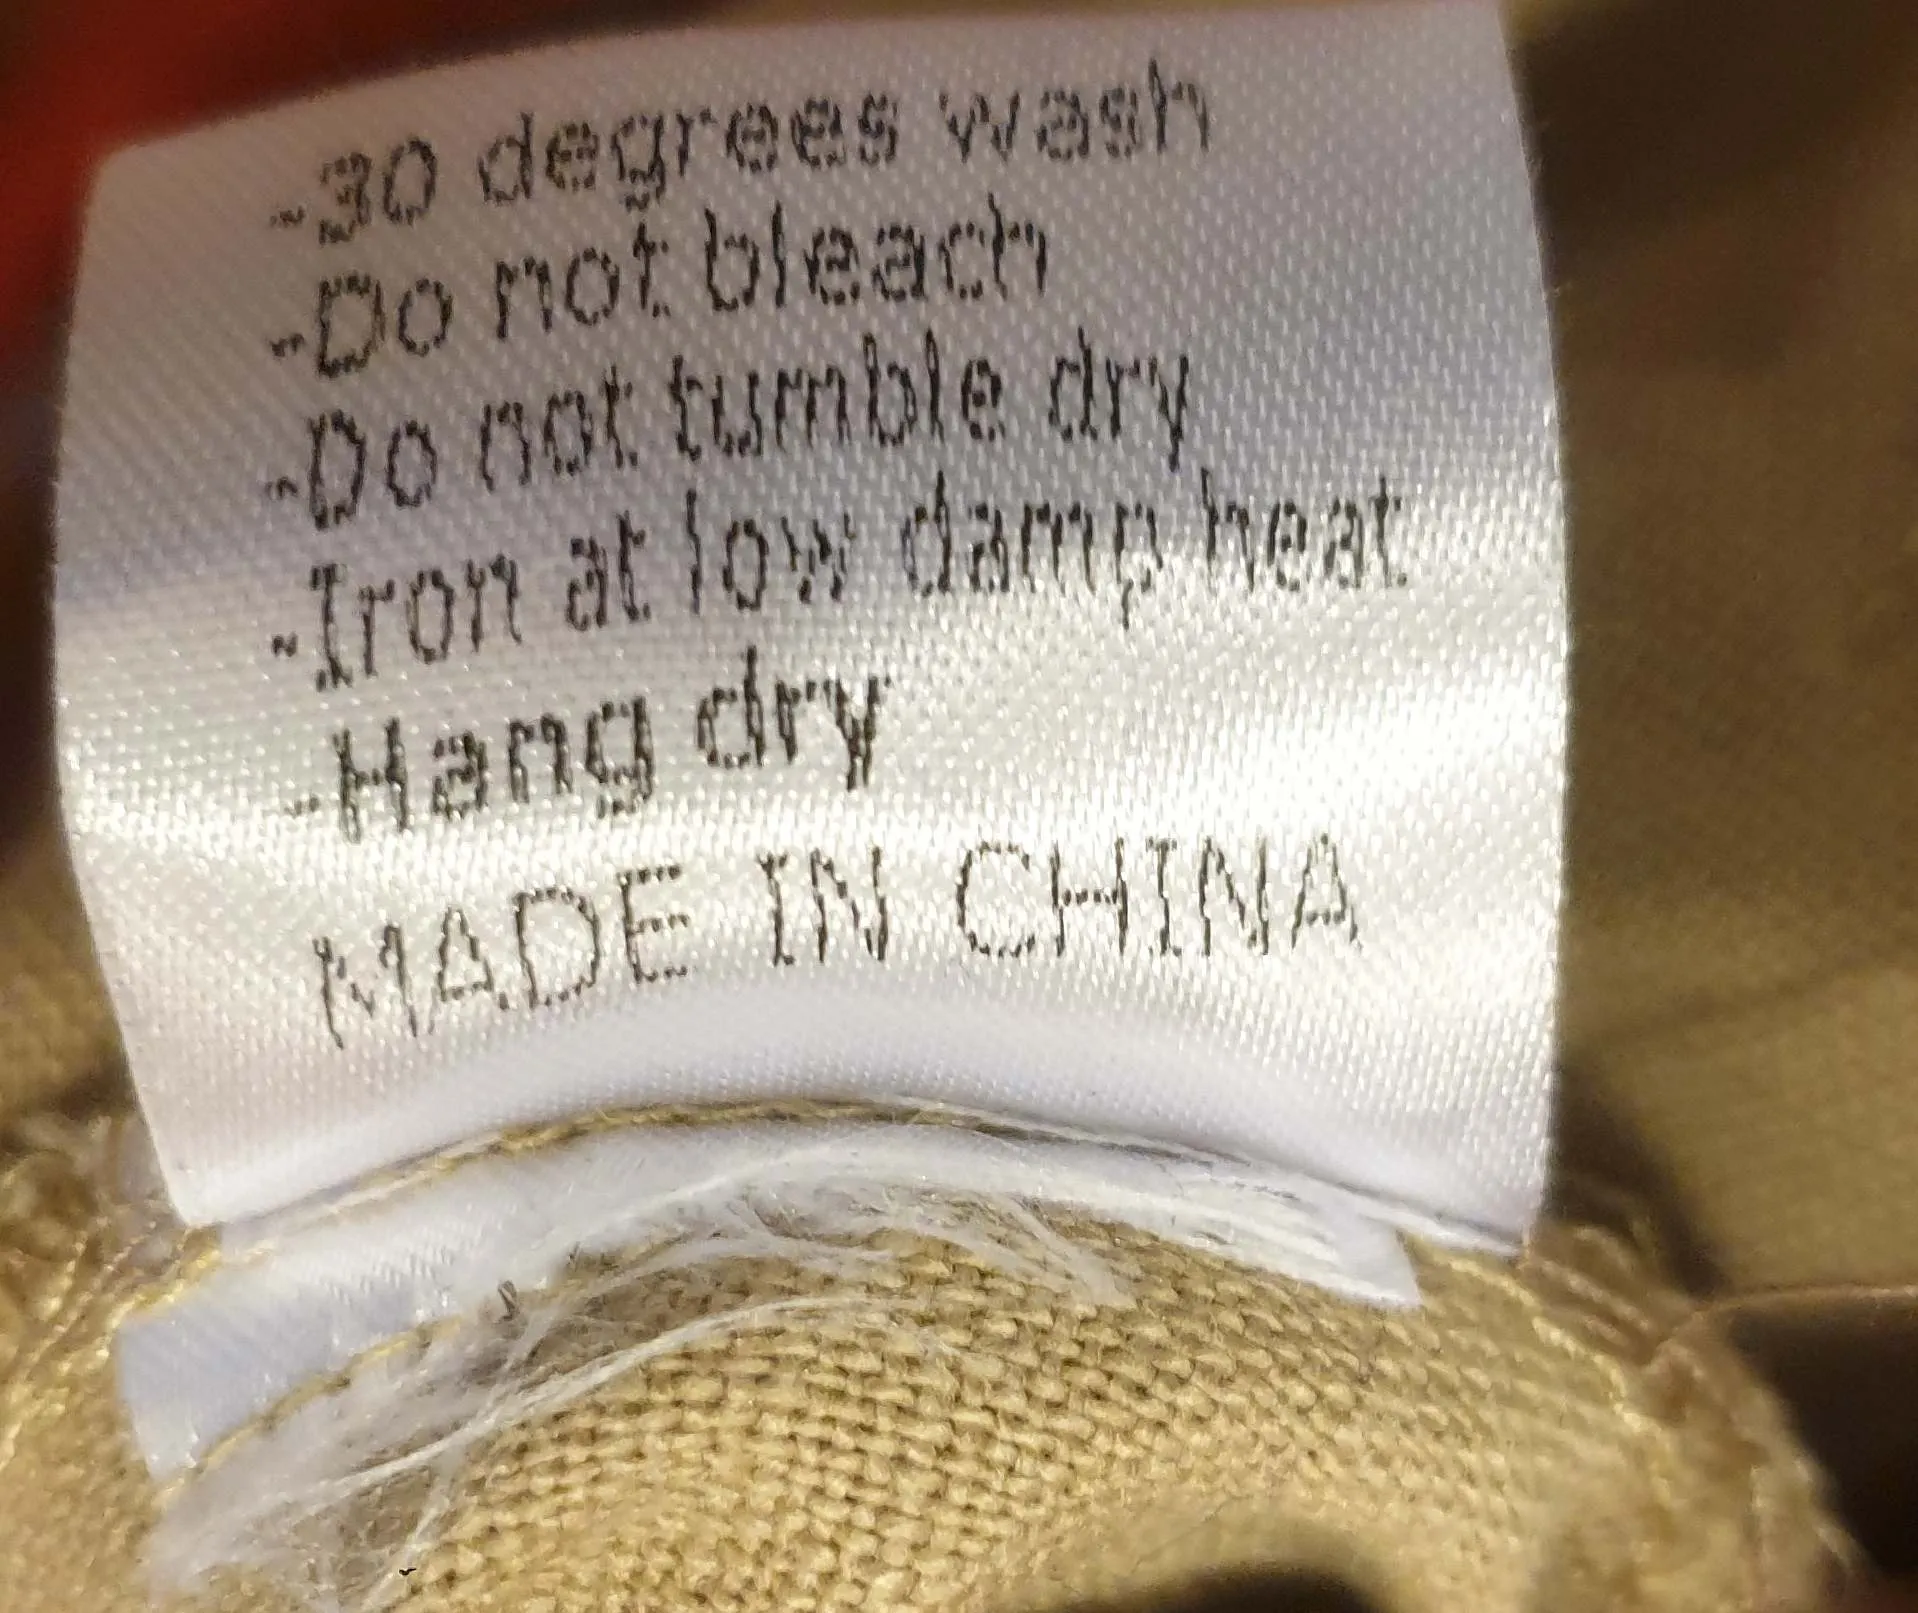 -30 degrees wash
-Do not bleach
-Do not tumble dry
-Iron at low damp heat
-Hang dry
MADE IN CHINA